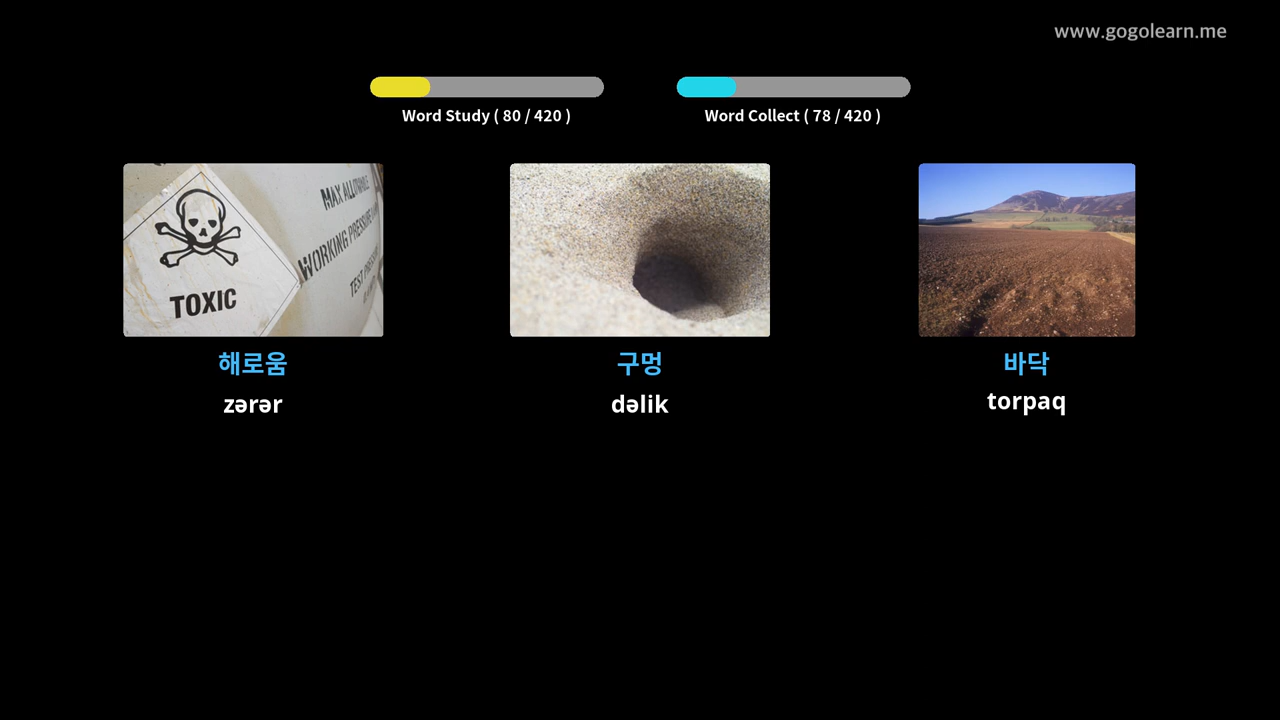 www.gogolearn.me
Word Study ( 80 / 420 )
Word Collect ( 78 / 420 )
TOXIC
MAX ALLOWABLE
WORKING PRESSURE
TEST
해로움
구멍
바닥
zərər
dəlik
torpaq